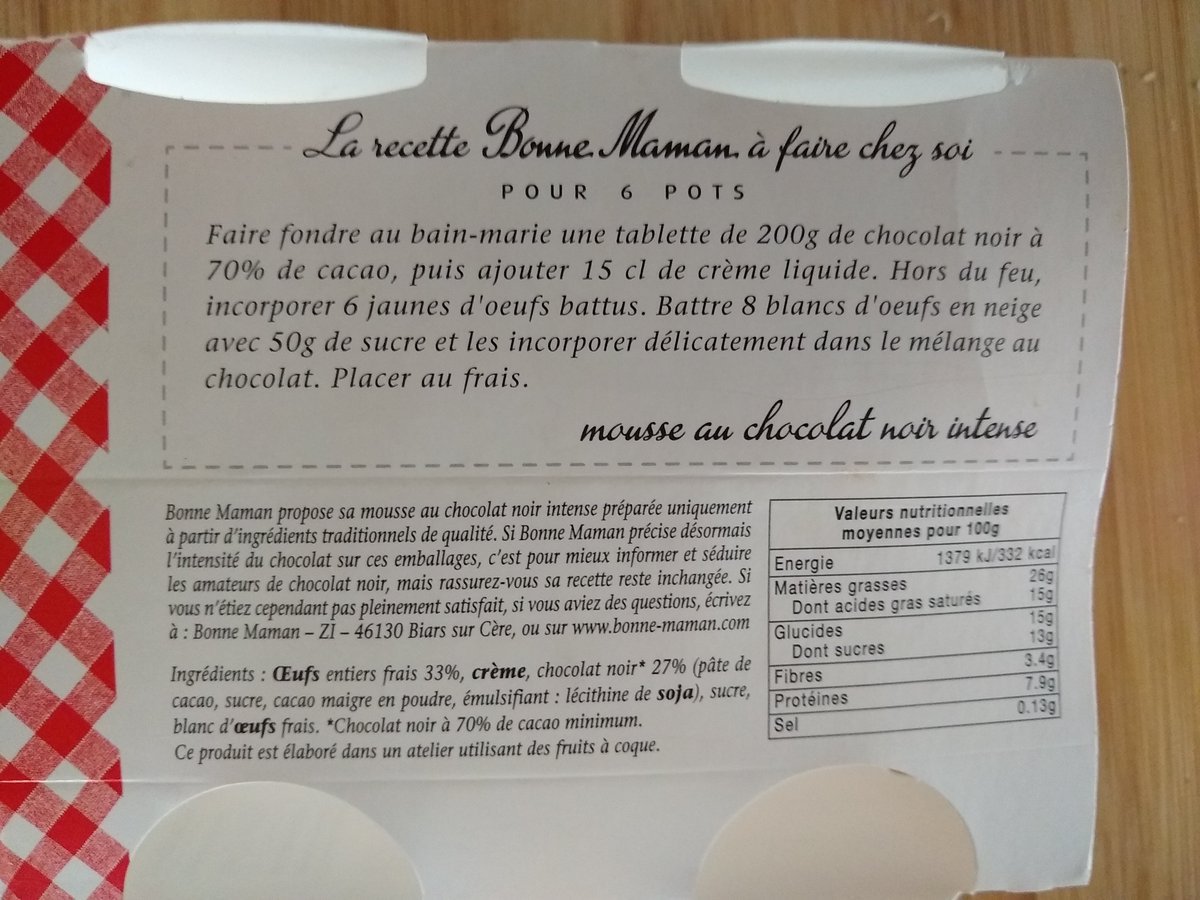 La recette Bonne Maman à faire chez soi
POUR 6 POTS
Faire fondre au bain-marie une tablette de 200g de chocolat noir à
70% de cacao, puis ajouter 15 cl de crème liquide. Hors du feu,
incorporer 6 jaunes d'oeufs battus. Battre 8 blancs d'oeufs en neige
avec 50g de sucre et les incorporer délicatement dans le mélange au
chocolat. Placer au frais.
mousse au chocolat noir intense
Bonne Maman propose sa mousse au chocolat noir intense préparée uniquement
à partir d'ingrédients traditionnels de qualité. Si Bonne Maman précise désormais
l'intensité du chocolat sur ces emballages, c'est pour mieux informer et séduire
les amateurs de chocolat noir, mais rassurez-vous sa recette reste inchangée. Si
vous n'étiez cependant pas pleinement satisfait, si vous aviez des questions, écrivez
à : Bonne Maman – ZI – 46130 Biars sur Cère, ou sur www.bonne-maman.com
Ingrédients : Œufs entiers frais 33%, crème, chocolat noir* 27% (pâte de
cacao, sucre, cacao maigre en poudre, émulsifiant : lécithine de soja), sucre,
blanc d'œufs frais. *Chocolat noir à 70% de cacao minimum.
Ce produit est élaboré dans un atelier utilisant des fruits à coque.
Valeurs nutritionnelles
moyennes pour 100g
Energie 1379 kJ/332 kcal
Matières grasses 26g
Dont acides gras saturés 15g
Glucides 15g
Dont sucres 13g
Fibres 3.4g
Protéines 7.9g
Sel 0.13g